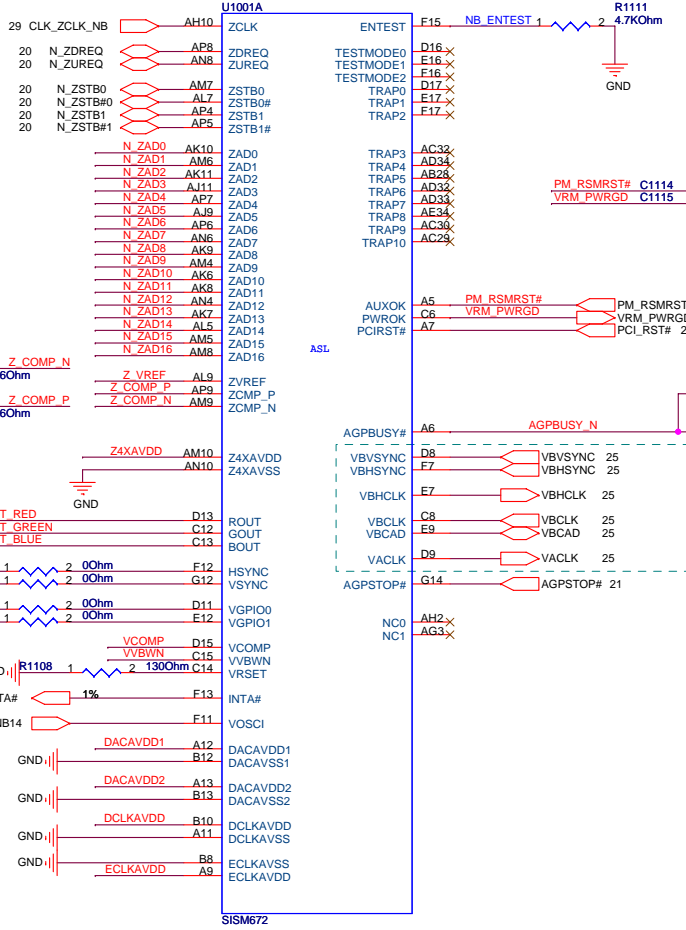 U1001A
R1111
29 CLK_ZCLK_NB AH10 ZCLK ENTEST F15 NB_ENTEST 1 2 4.7KOhm
GND
20 N_ZDREQ AP8 ZDREQ TESTMODE0 D16
20 N_ZUREQ AN8 ZUREQ TESTMODE1 E16
TESTMODE2 F16
20 N_ZSTB0 AM7 ZSTB0 TRAP0 D17
20 N_ZSTB#0 AL7 ZSTB0# TRAP1 E17
20 N_ZSTB1 AP4 ZSTB1 TRAP2 F17
20 N_ZSTB#1 AP5 ZSTB1#
N_ZAD0 AK10 ZAD0 TRAP3 AC32
N_ZAD1 AM6 ZAD1 TRAP4 AD34
N_ZAD2 AK11 ZAD2 TRAP5 AB28
N_ZAD3 AJ11 ZAD3 TRAP6 AD32 PM_RSMRST# C1114
N_ZAD4 AP7 ZAD4 TRAP7 AD33 VRM_PWRGD C1115
N_ZAD5 AJ9 ZAD5 TRAP8 AE34
N_ZAD6 AP6 ZAD6 TRAP9 AC30
N_ZAD7 AN6 ZAD7 TRAP10 AC29
N_ZAD8 AK9 ZAD8
N_ZAD9 AM4 ZAD9
N_ZAD10 AK6 ZAD10
N_ZAD11 AK8 ZAD11
N_ZAD12 AN4 ZAD12 AUXOK A5 PM_RSMRST# PM_RSMRST
N_ZAD13 AK7 ZAD13 PWROK C6 VRM_PWRGD VRM_PWRGD
N_ZAD14 AL5 ZAD14 PCIRST# A7 PCI_RST# 2
N_ZAD15 AM5 ZAD15
N_ZAD16 AM8 ZAD16
ASL
Z_COMP_N
6Ohm
Z_VREF AL9 ZVREF
Z_COMP_P AP9 ZCMP_P
Z_COMP_P Z_COMP_N AM9 ZCMP_N
6Ohm
AGPBUSY# A6 AGPBUSY_N
Z4XAVDD AM10 Z4XAVDD VBVSYNC D8 VBVSYNC 25
AN10 Z4XAVSS VBHSYNC F7 VBHSYNC 25
GND
VBHCLK E7 VBHCLK 25
T_RED D13 ROUT VBCLK C8 VBCLK 25
T_GREEN C12 GOUT VBCAD E9 VBCAD 25
T_BLUE C13 BOUT
VACLK D9 VACLK 25
1 2 0Ohm F12 HSYNC
1 2 0Ohm G12 VSYNC AGPSTOP# G14 AGPSTOP# 21
1 2 0Ohm D11 VGPIO0
1 2 0Ohm E12 VGPIO1 NC0 AH2
NC1 AG3
VCOMP D15 VCOMP
VVBWN C15 VVBWN
R1108 1 2 130Ohm C14 VRSET
TA# 1% F13 INTA#
NB14 F11 VOSCI
DACAVDD1 A12 DACAVDD1
GND B12 DACAVSS1
DACAVDD2 A13 DACAVDD2
GND B13 DACAVSS2
DCLKAVDD B10 DCLKAVDD
GND A11 DCLKAVSS
GND B8 ECLKAVSS
ECLKAVDD A9 ECLKAVDD
SISM672